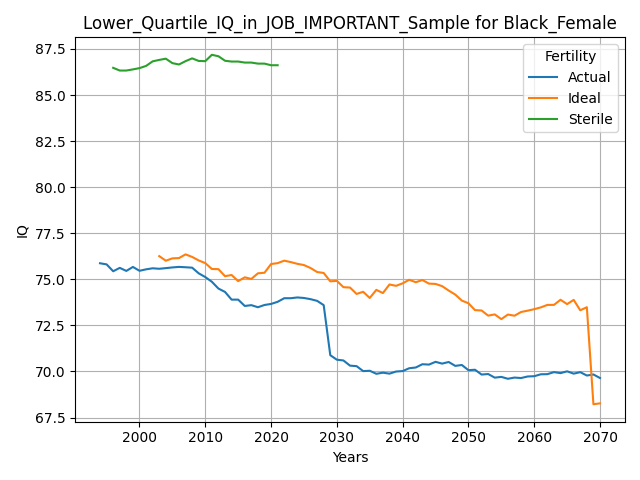 Lower_Quartile_IQ_in_JOB_IMPORTANT_Sample for Black_Female
Fertility
Actual
Ideal
Sterile
IQ
87.5
85.0
82.5
80.0
77.5
75.0
72.5
70.0
67.5
2000 2010 2020 2030 2040 2050 2060 2070
Years